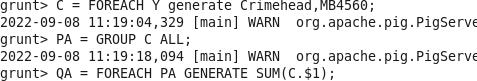 grunt> C = FOREACH Y generate Crimehead,MB4560;
2022-09-08 11:19:04,329 [main] WARN  org.apache.pig.PigServe
grunt> PA = GROUP C ALL;
2022-09-08 11:19:18,094 [main] WARN  org.apache.pig.PigServe
grunt> QA = FOREACH PA GENERATE SUM(C.$1);